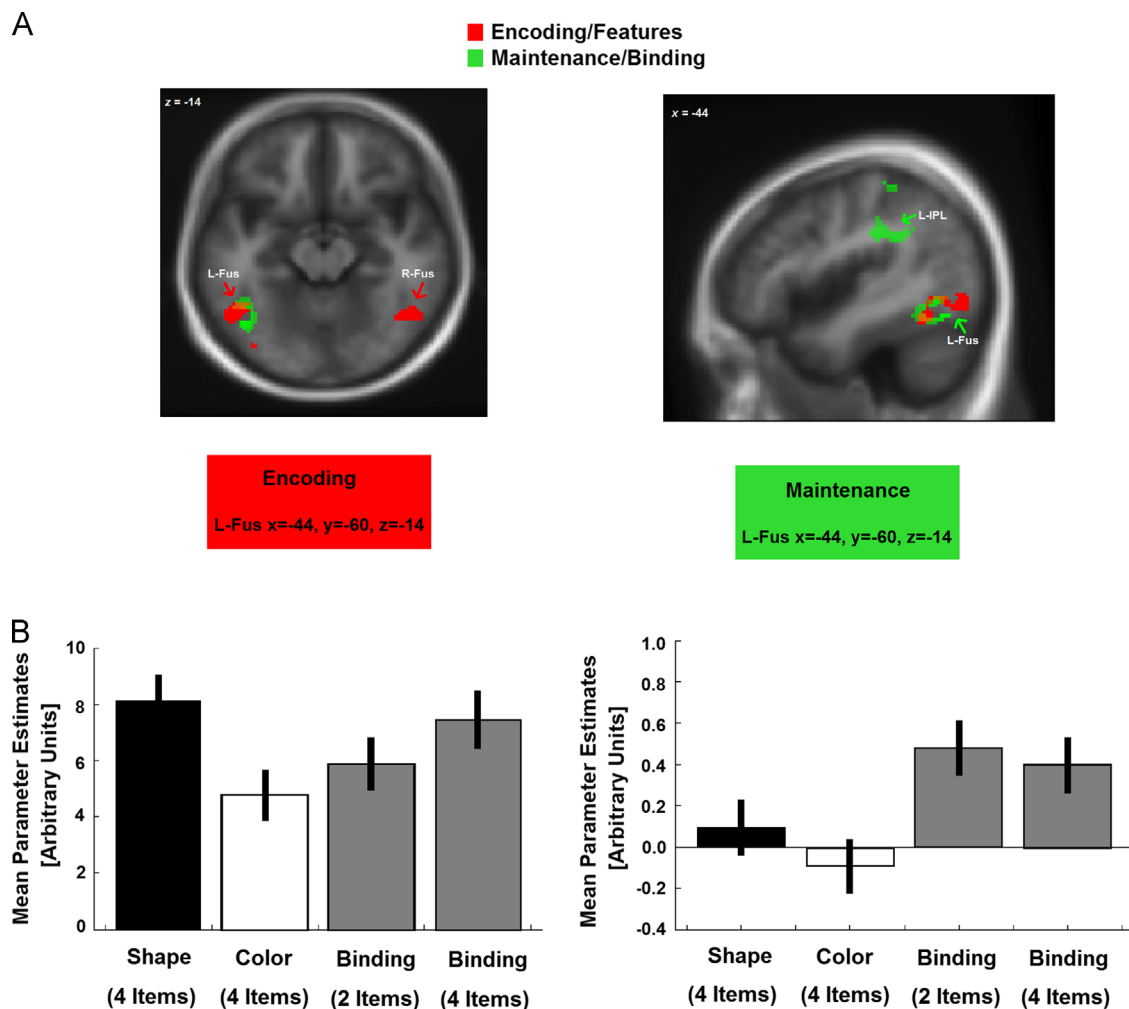 A
Encoding/Features
Maintenance/Binding
z = -14
L-Fus
R-Fus
x = -44
L-IPL
L-Fus
Encoding
L-Fus x=-44, y=-60, z=-14
Maintenance
L-Fus x=-44, y=-60, z=-14
B
Mean Parameter Estimates
[Arbitrary Units]
10
8
6
4
2
0
Shape
(4 Items)
Color
(4 Items)
Binding
(2 Items)
Binding
(4 Items)
Mean Parameter Estimates
[Arbitrary Units]
1.0
0.8
0.6
0.4
0.2
0.0
-0.2
-0.4
Shape
(4 Items)
Color
(4 Items)
Binding
(2 Items)
Binding
(4 Items)